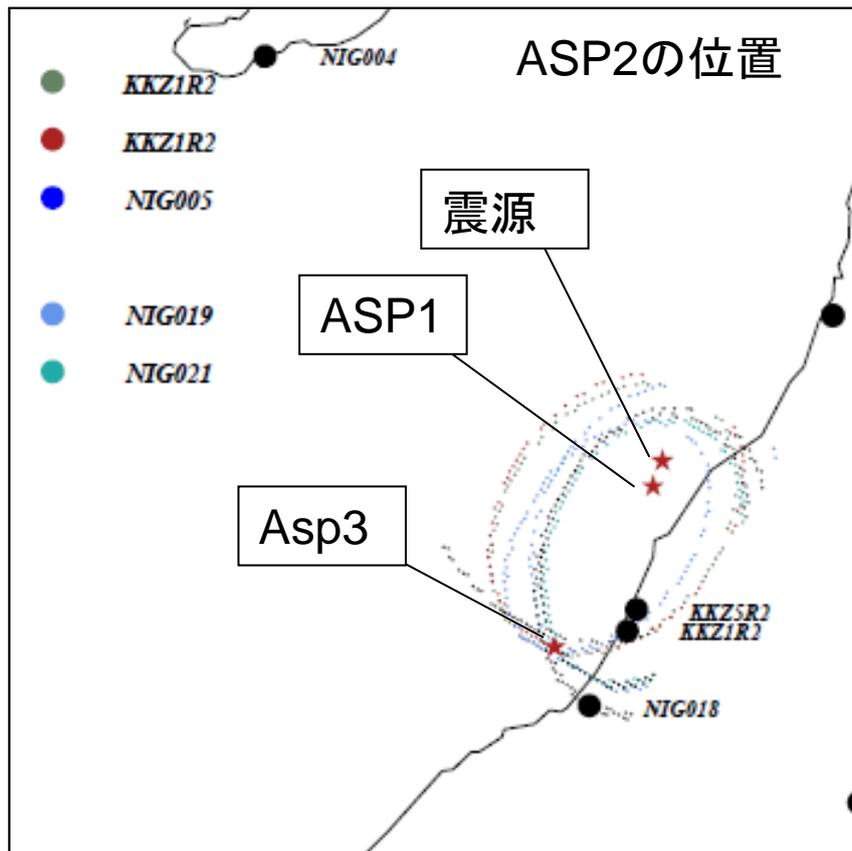 NIG004
ASP2の位置
KKZ1R2
KKZ1R2
NIG005
震源
ASP1
NIG019
NIG021
Asp3
KKZ5R2
KKZ1R2
NIG018